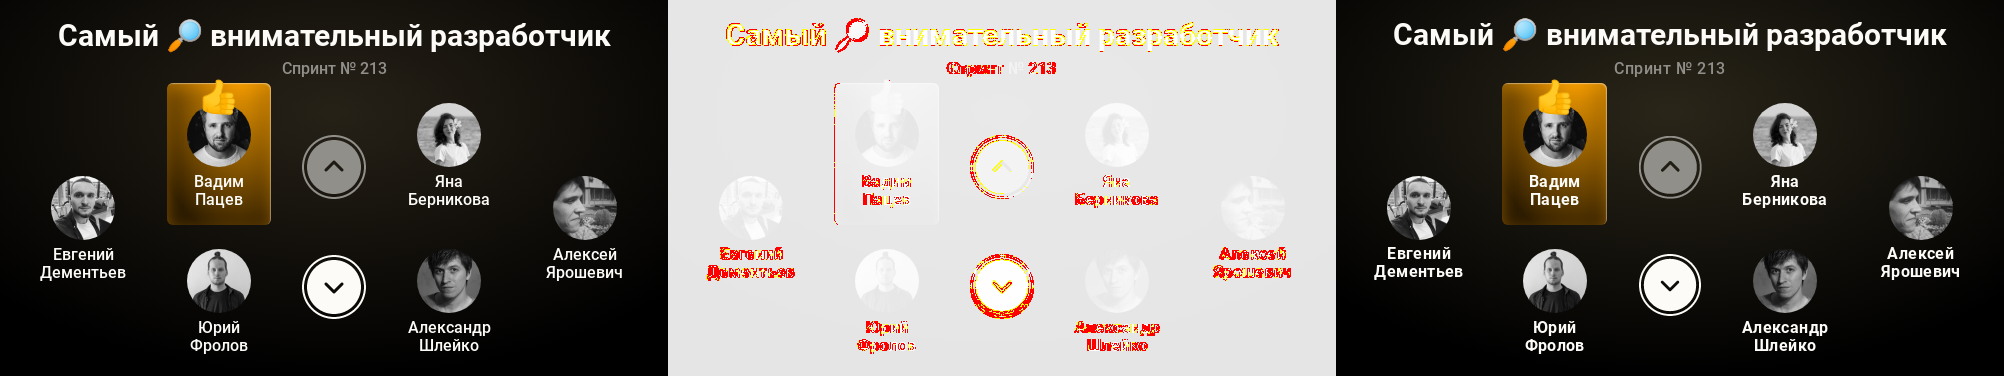 Самый 🔎 внимательный разработчик
Спринт № 213
Вадим
Пацев
Яна
Берникова
Евгений
Дементьев
Алексей
Ярошевич
Юрий
Фролов
Александр
Шлейко
Самый 🔎 внимательный разработчик
Спринт № 213
Вадим
Пацев
Яна
Берникова
Евгений
Дементьев
Алексей
Ярошевич
Юрий
Фролов
Александр
Шлейко
Самый 🔎 внимательный разработчик
Спринт № 213
Вадим
Пацев
Яна
Берникова
Евгений
Дементьев
Алексей
Ярошевич
Юрий
Фролов
Александр
Шлейко